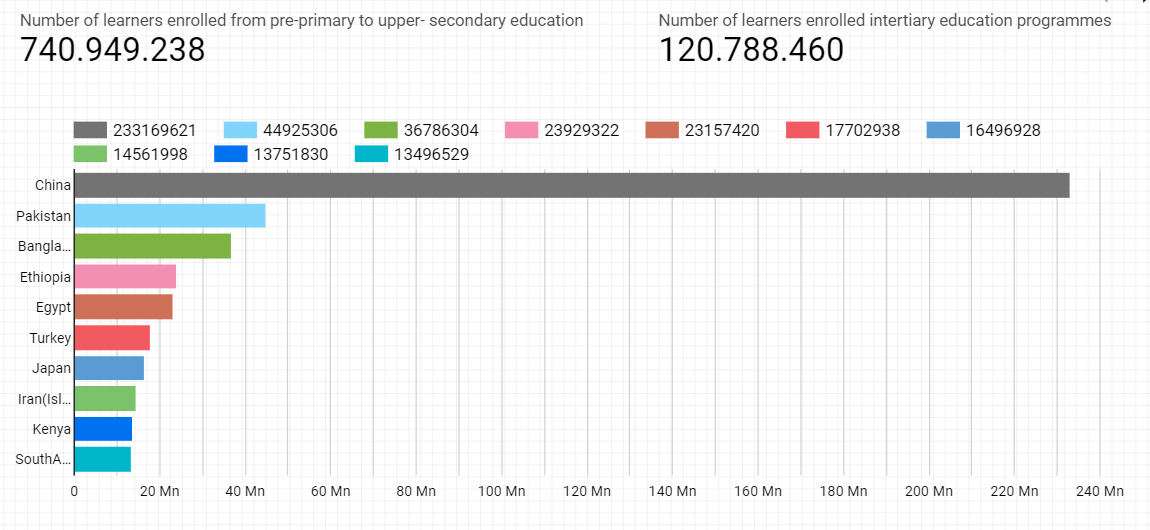 Number of learners enrolled from pre-primary to upper- secondary education
740.949.238
Number of learners enrolled intertiary education programmes
120.788.460
233169621 44925306 36786304 23929322 23157420 17702938 16496928
14561998 13751830 13496529
China
Pakistan
Bangla...
Ethiopia
Egypt
Turkey
Japan
Iran(Isl...
Kenya
SouthA...
0 20 Mn 40 Mn 60 Mn 80 Mn 100 Mn 120 Mn 140 Mn 160 Mn 180 Mn 200 Mn 220 Mn 240 Mn